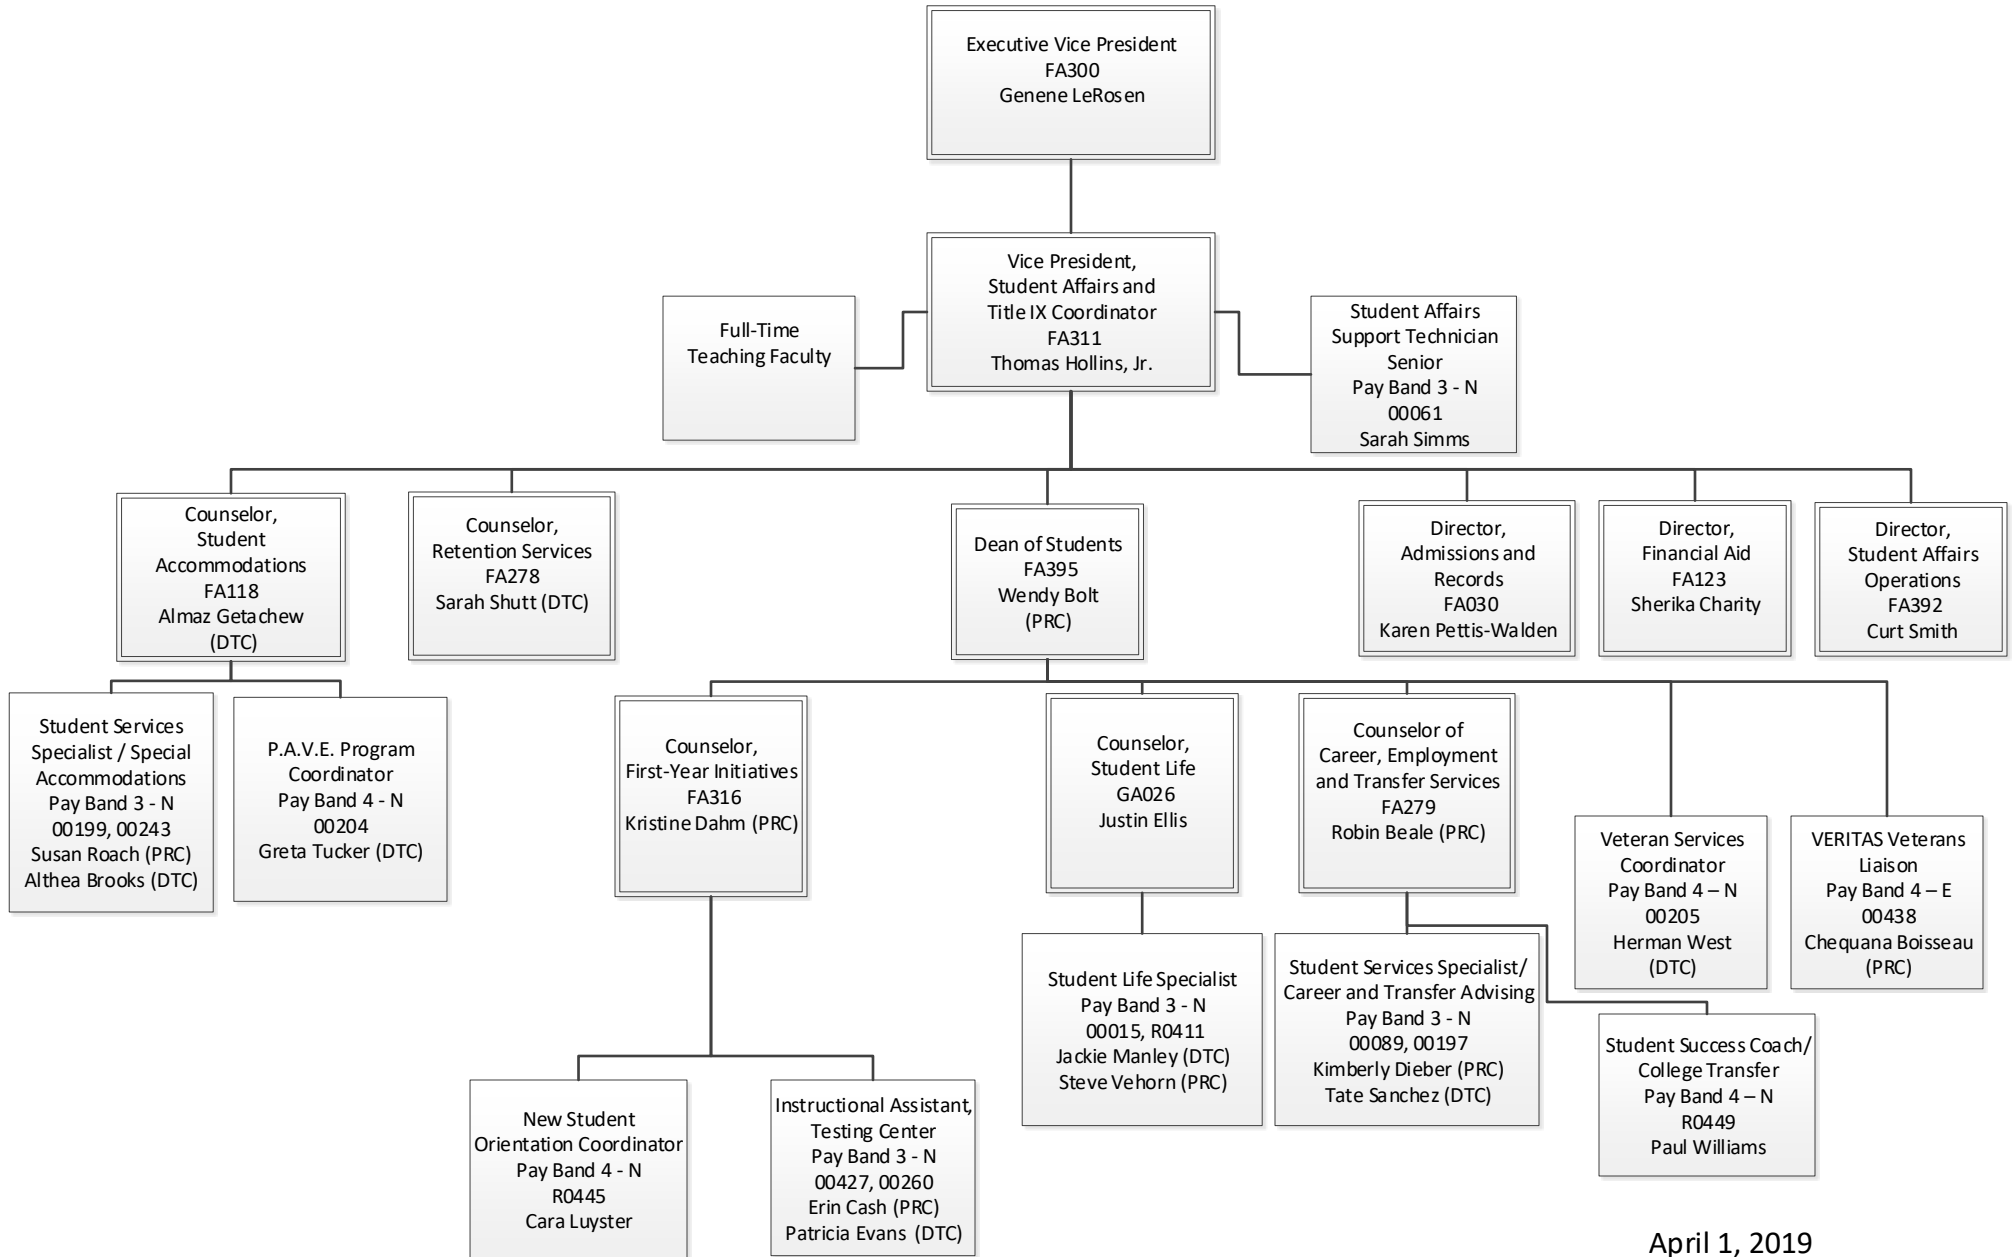 Executive Vice President
FA300
Genene LeRosen
Vice President,
Student Affairs and
Title IX Coordinator
FA311
Thomas Hollins, Jr.
Full-Time
Teaching Faculty
Student Affairs
Support Technician
Senior
Pay Band 3 - N
00061
Sarah Simms
Counselor,
Student
Accommodations
FA118
Almaz Getachew
(DTC)
Counselor,
Retention Services
FA278
Sarah Shutt (DTC)
Dean of Students
FA395
Wendy Bolt
(PRC)
Director,
Admissions and
Records
FA030
Karen Pettis-Walden
Director,
Financial Aid
FA123
Sherika Charity
Director,
Student Affairs
Operations
FA392
Curt Smith
Student Services
Specialist / Special
Accommodations
Pay Band 3 - N
00199, 00243
Susan Roach (PRC)
Althea Brooks (DTC)
P.A.V.E. Program
Coordinator
Pay Band 4 - N
00204
Greta Tucker (DTC)
Counselor,
First-Year Initiatives
FA316
Kristine Dahm (PRC)
Counselor,
Student Life
GA026
Justin Ellis
Counselor of
Career, Employment
and Transfer Services
FA279
Robin Beale (PRC)
Veteran Services
Coordinator
Pay Band 4 – N
00205
Herman West
(DTC)
VERITAS Veterans
Liaison
Pay Band 4 – E
00438
Chequana Boisseau
(PRC)
Student Life Specialist
Pay Band 3 - N
00015, R0411
Jackie Manley (DTC)
Steve Vehorn (PRC)
Student Services Specialist/
Career and Transfer Advising
Pay Band 3 - N
00089, 00197
Kimberly Dieber (PRC)
Tate Sanchez (DTC)
Student Success Coach/
College Transfer
Pay Band 4 – N
R0449
Paul Williams
New Student
Orientation Coordinator
Pay Band 4 - N
R0445
Cara Luyster
Instructional Assistant,
Testing Center
Pay Band 3 - N
00427, 00260
Erin Cash (PRC)
Patricia Evans (DTC)
April 1, 2019